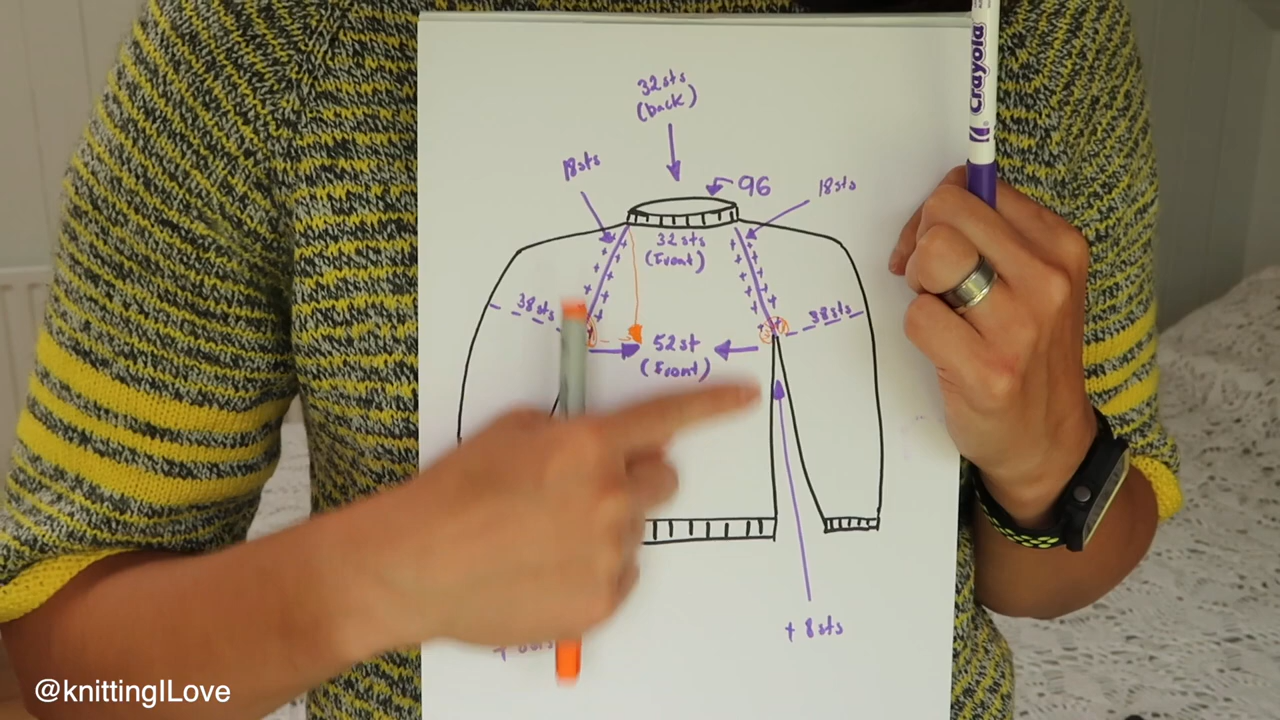 Crayola
32sts
(back)
18sts
96
18sts
32sts
(Front)
38sts
38sts
52st
(Front)
+ 8sts
@knittingILove